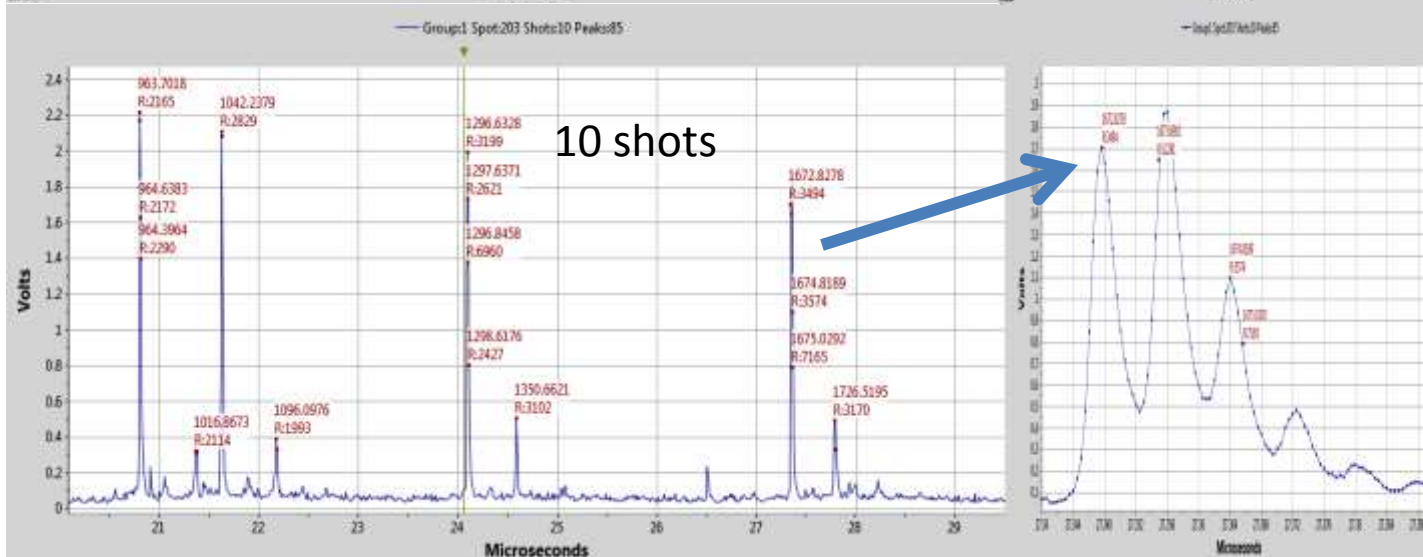 Group:1 Spot:203 Shots:10 Peaks:85
963.7018
R:2165
964.6383
R:2172
964.3964
R:2290
1016.8673
R:2114
1042.2379
R:2829
1096.0976
R:1993
1296.6328
R:3199
1297.6371
R:2621
1296.8458
R:6960
1298.6176
R:2427
1350.6621
R:3102
10 shots
1672.8278
R:3494
1674.8189
R:3574
1675.0292
R:7165
1726.5195
R:3170
Volts
2.4
2.2
2
1.8
1.6
1.4
1.2
1
0.8
0.6
0.4
0.2
0
21 22 23 24 25 26 27 28 29
Microseconds
Volts
Microseconds